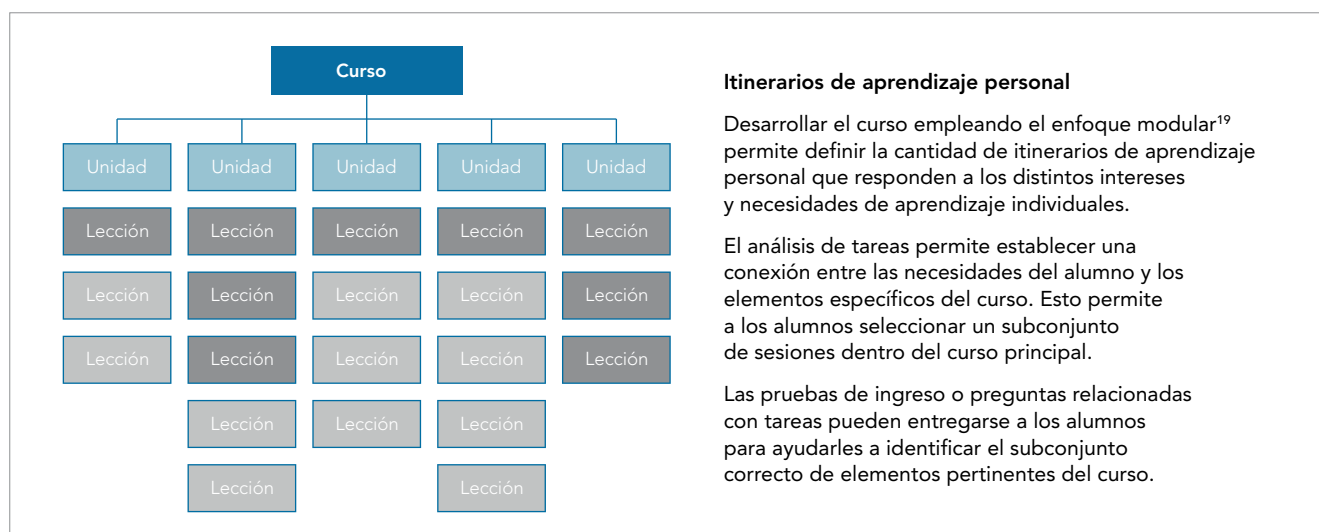 Curso
Unidad Unidad Unidad Unidad Unidad
Lección Lección Lección Lección Lección
Lección Lección Lección Lección Lección
Lección Lección Lección Lección Lección
Lección Lección Lección
Lección Lección
Itinerarios de aprendizaje personal
Desarrollar el curso empleando el enfoque modular¹⁹
permite definir la cantidad de itinerarios de aprendizaje
personal que responden a los distintos intereses
y necesidades de aprendizaje individuales.
El análisis de tareas permite establecer una
conexión entre las necesidades del alumno y los
elementos específicos del curso. Esto permite
a los alumnos seleccionar un subconjunto
de sesiones dentro del curso principal.
Las pruebas de ingreso o preguntas relacionadas
con tareas pueden entregarse a los alumnos
para ayudarles a identificar el subconjunto
correcto de elementos pertinentes del curso.